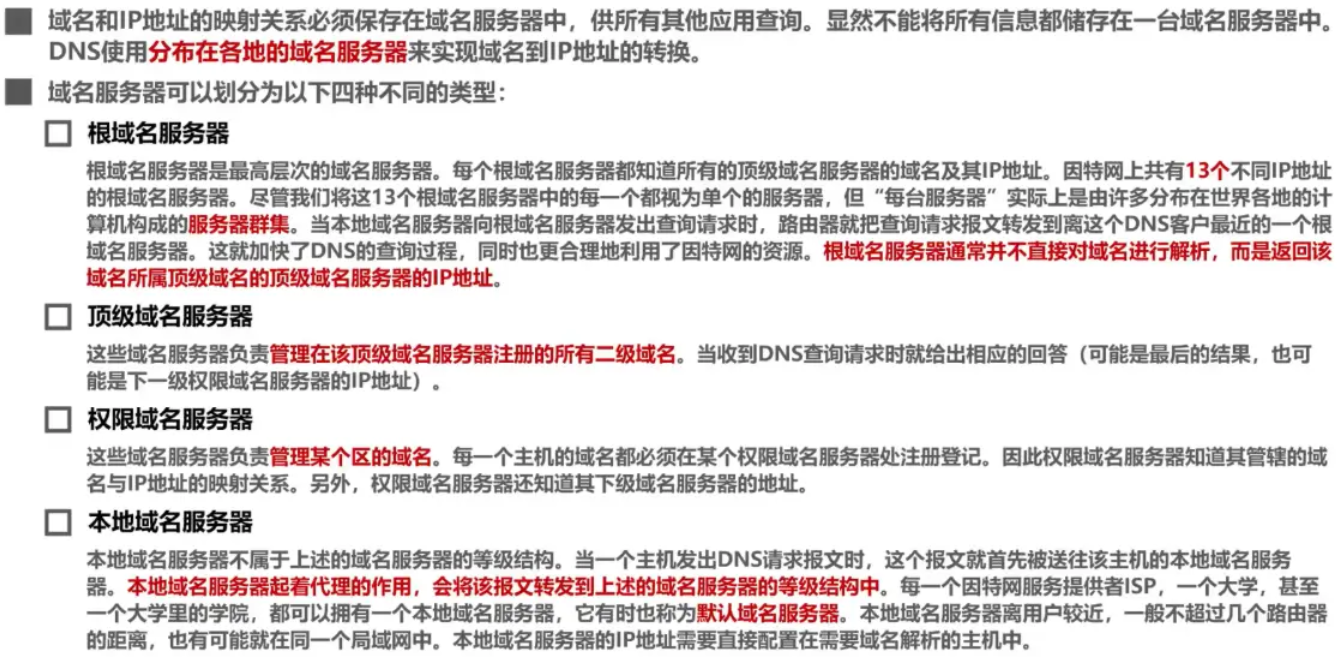 域名和IP地址的映射关系必须保存在域名服务器中，供所有其他应用查询。显然不能将所有信息都储存在一台域名服务器中。
DNS使用分布在各地的域名服务器来实现域名到IP地址的转换。
域名服务器可以划分为以下四种不同的类型：
根域名服务器
根域名服务器是最高层次的域名服务器。每个根域名服务器都知道所有的顶级域名服务器的域名及其IP地址。因特网上共有13个不同IP地址
的根域名服务器。尽管我们将这13个根域名服务器中的每一个都视为单个的服务器，但“每台服务器”实际上是由许多分布在世界各地的计
算机构成的服务器群集。当本地域名服务器向根域名服务器发出查询请求时，路由器就把查询请求报文转发到离这个DNS客户最近的一个根
域名服务器。这就加快了DNS的查询过程，同时也更合理地利用了因特网的资源。根域名服务器通常并不直接对域名进行解析，而是返回该
域名所属顶级域名的顶级域名服务器的IP地址。
顶级域名服务器
这些域名服务器负责管理在该顶级域名服务器注册的所有二级域名。当收到DNS查询请求时就给出相应的回答（可能是最后的结果，也可
能是下一级权限域名服务器的IP地址）。
权限域名服务器
这些域名服务器负责管理某个区的域名。每一个主机的域名都必须在某个权限域名服务器处注册登记。因此权限域名服务器知道其管辖的域
名与IP地址的映射关系。另外，权限域名服务器还知道其下级域名服务器的地址。
本地域名服务器
本地域名服务器不属于上述的域名服务器的等级结构。当一个主机发出DNS请求报文时，这个报文就首先被送往该主机的本地域名服务
器。本地域名服务器起着代理的作用，会将该报文转发到上述的域名服务器的等级结构中。每一个因特网服务提供者ISP，一个大学，甚至
一个大学里的学院，都可以拥有一个本地域名服务器，它有时也称为默认域名服务器。本地域名服务器离用户较近，一般不超过几个路由器
的距离，也有可能就在同一个局域网中。本地域名服务器的IP地址需要直接配置在需要域名解析的主机中。